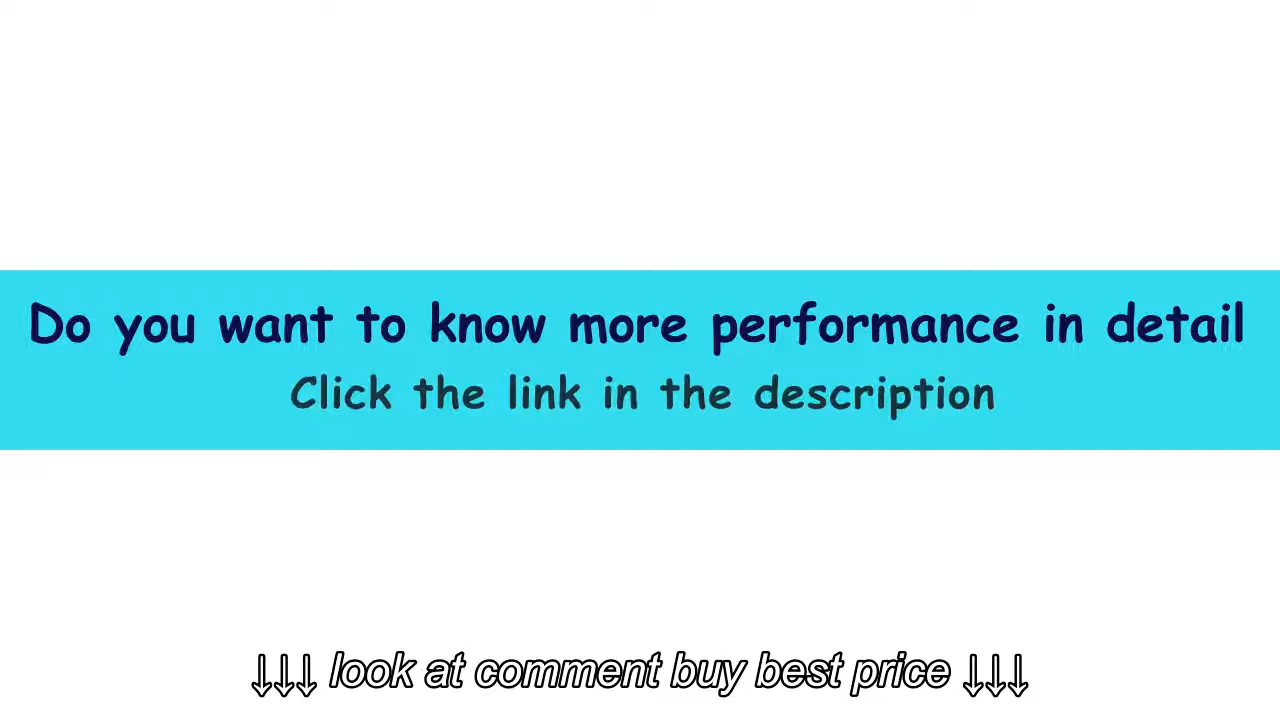 Do you want to know more performance in detail
Click the link in the description
↓↓↓ look at comment buy best price ↓↓↓